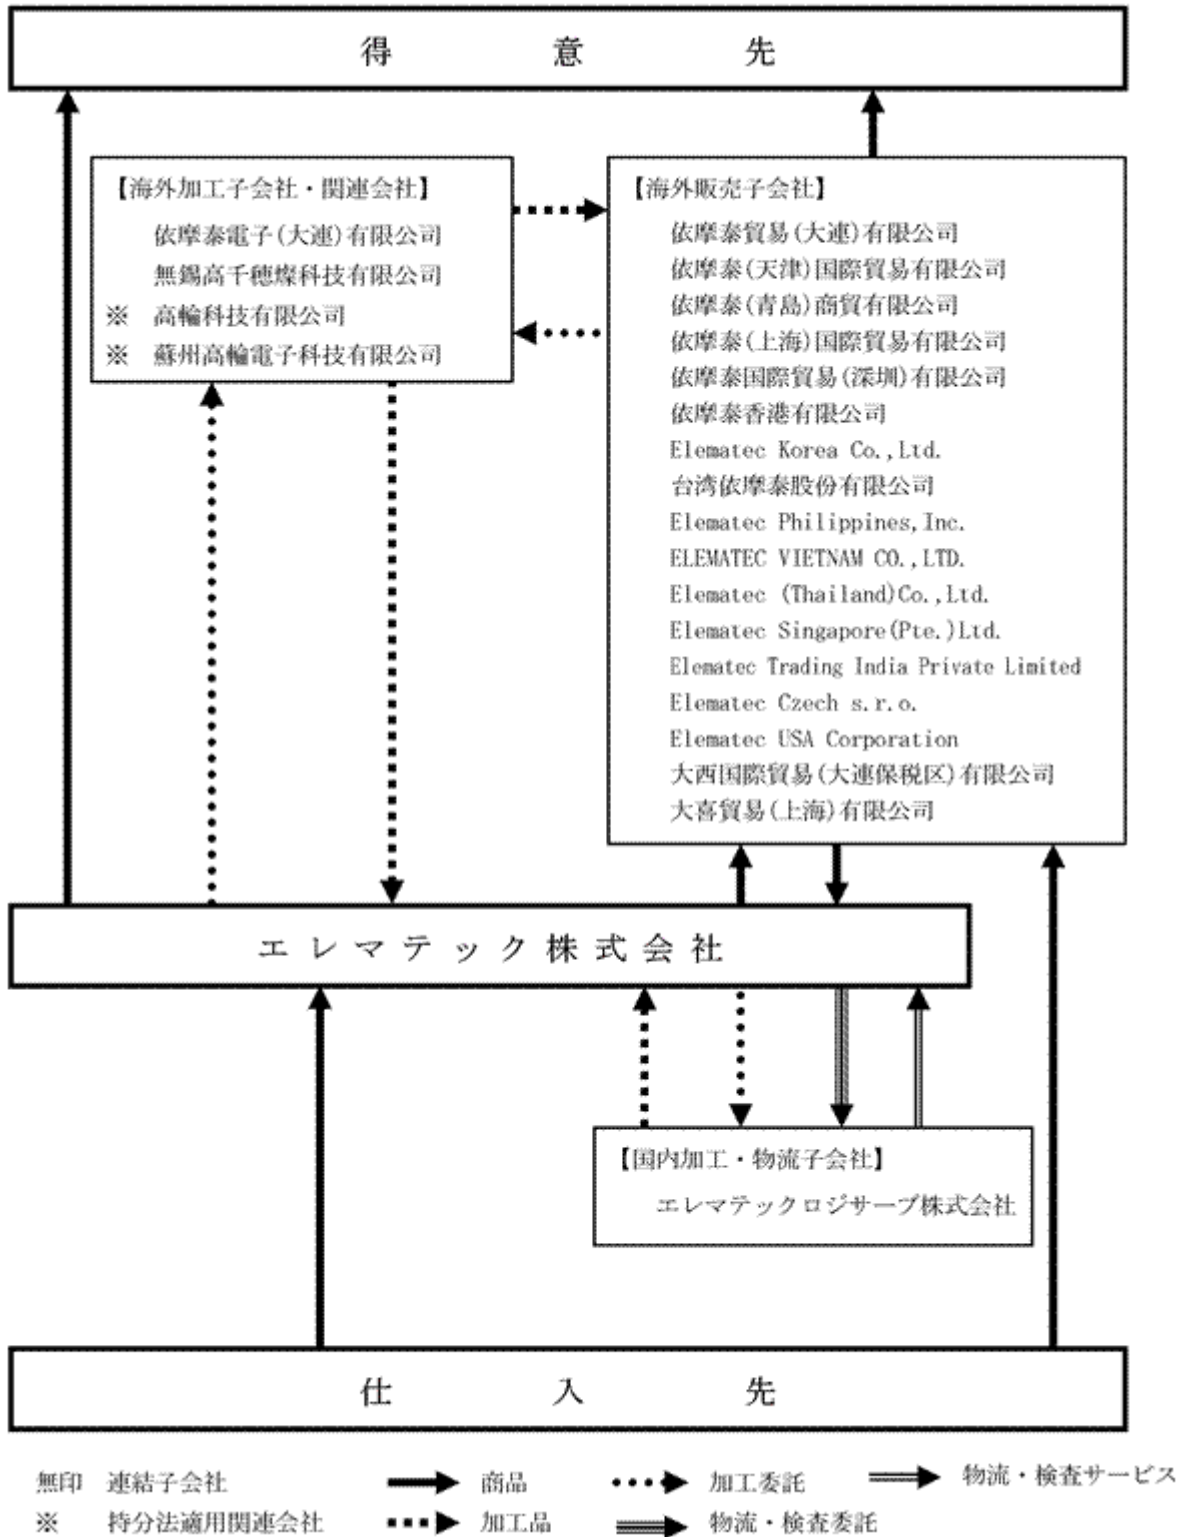 得意先
【海外加工子会社・関連会社】
依摩泰電子(大連)有限公司
無錫高千穂燦科技有限公司
※ 高輪科技有限公司
※ 蘇州高輪電子科技有限公司
【海外販売子会社】
依摩泰貿易(大連)有限公司
依摩泰(天津)国際貿易有限公司
依摩泰(青島)商貿有限公司
依摩泰(上海)国際貿易有限公司
依摩泰国際貿易(深圳)有限公司
依摩泰香港有限公司
Elematec Korea Co.,Ltd.
台湾依摩泰股份有限公司
Elematec Philippines,Inc.
ELEMATEC VIETNAM CO.,LTD.
Elematec (Thailand)Co.,Ltd.
Elematec Singapore(Pte.)Ltd.
Elematec Trading India Private Limited
Elematec Czech s.r.o.
Elematec USA Corporation
大西国際貿易(大連保税区)有限公司
大喜貿易(上海)有限公司
エレマテック株式会社
【国内加工・物流子会社】
エレマテックロジサーブ株式会社
仕入先
無印 連結子会社 商品 加工委託 物流・検査サービス
※ 持分法適用関連会社 加工品 物流・検査委託